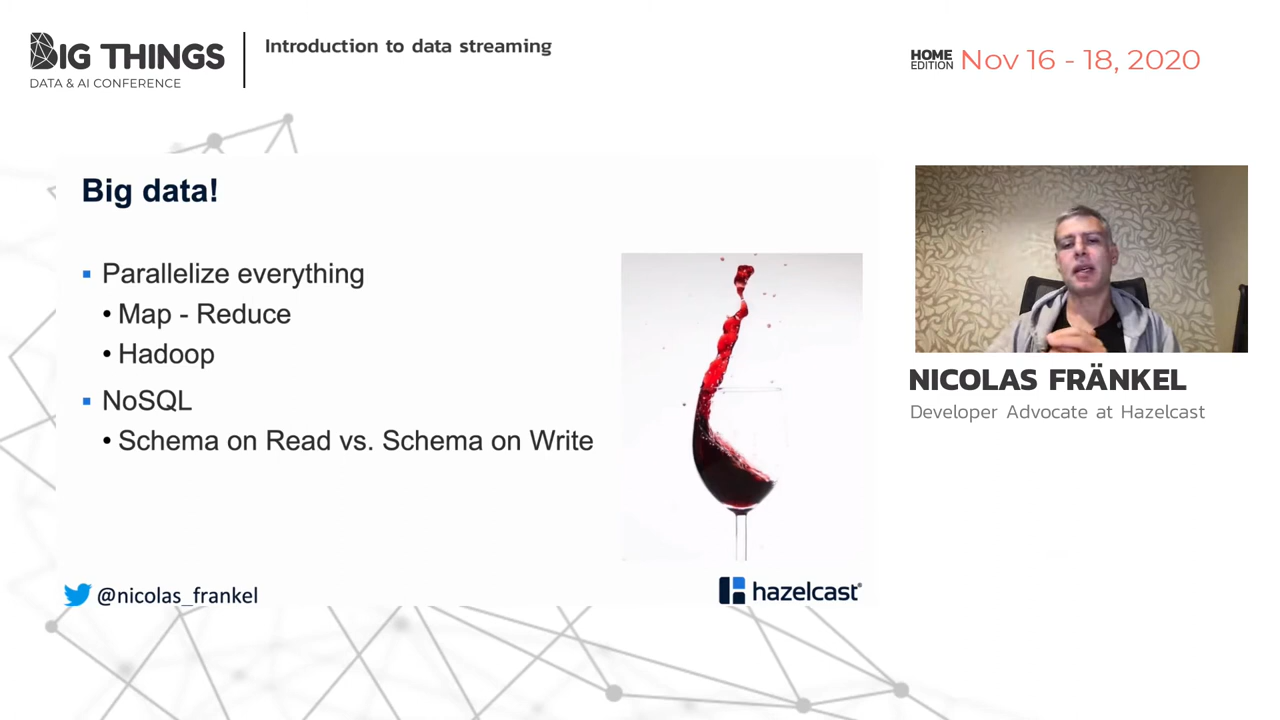 BIG THINGS
DATA & AI CONFERENCE
Introduction to data streaming
HOME
EDITION
Nov 16 - 18, 2020
Big data!
Parallelize everything
Map - Reduce
Hadoop
NoSQL
Schema on Read vs. Schema on Write
@nicolas_frankel
hazelcast
NICOLAS FRÄNKEL
Developer Advocate at Hazelcast